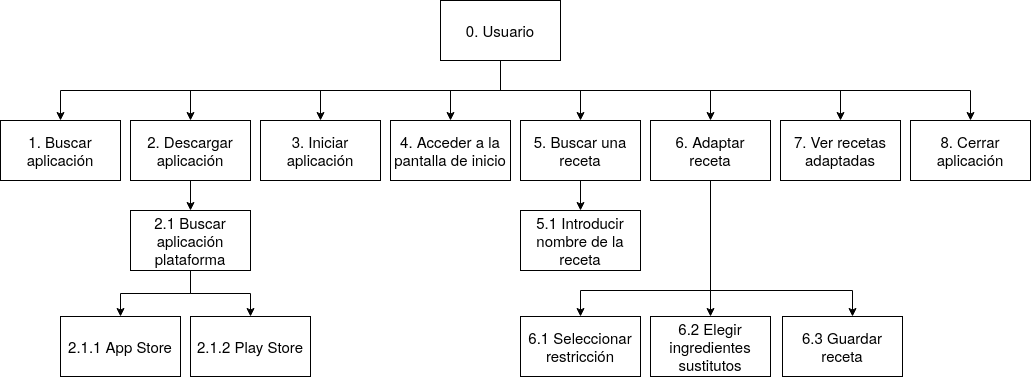 0. Usuario
1. Buscar
aplicación
2. Descargar
aplicación
3. Iniciar
aplicación
4. Acceder a la
pantalla de inicio
5. Buscar una
receta
6. Adaptar
receta
7. Ver recetas
adaptadas
8. Cerrar
aplicación
2.1 Buscar
aplicación
plataforma
5.1 Introducir
nombre de la
receta
2.1.1 App Store
2.1.2 Play Store
6.1 Seleccionar
restricción
6.2 Elegir
ingredientes
sustitutos
6.3 Guardar
receta